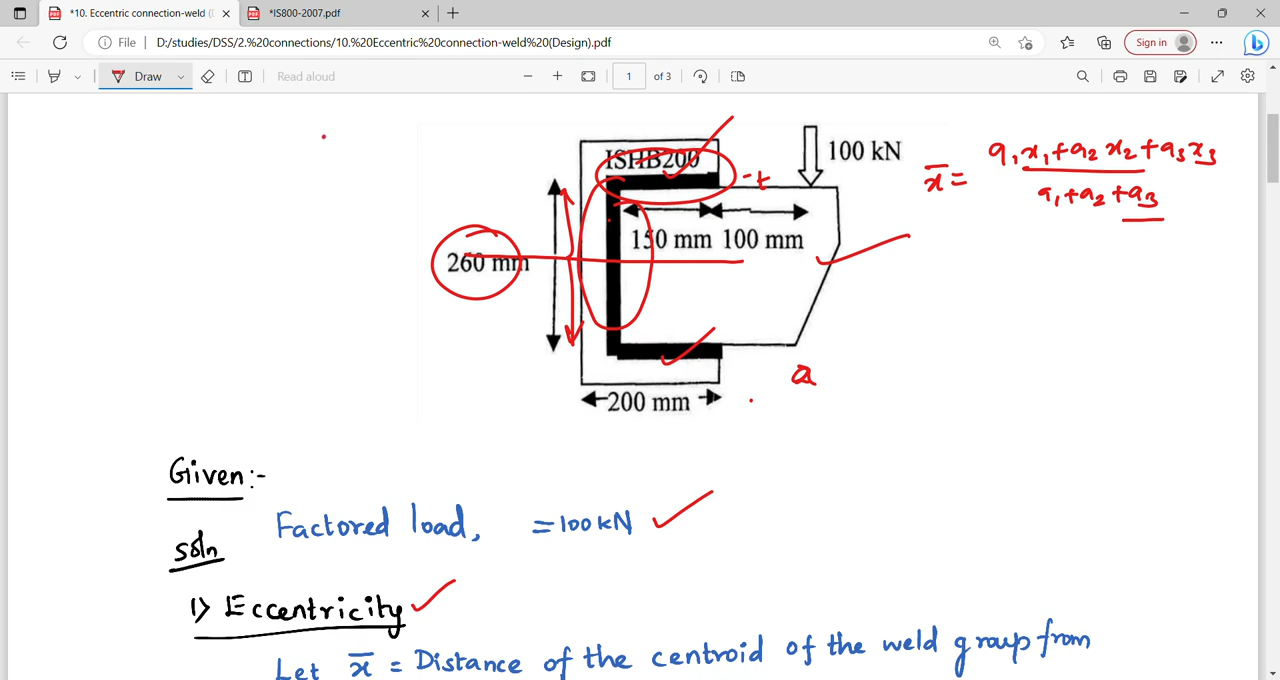 *10. Eccentric connection-weld (
*IS800-2007.pdf
File
D:/studies/DSS/2.%20connections/10.%20Eccentric%20connection-weld%20(Design).pdf
Sign in
Draw
Read aloud
1 of 3
ISHB200
100 kN
x̄ = a₁x₁+a₂x₂+a₃x₃
a₁+a₂+a₃
-t
150 mm 100 mm
260 mm
a
200 mm
Given:-
Factored load, =100kN
Soln
1) Eccentricity
Let x̄ = Distance of the centroid of the weld group from